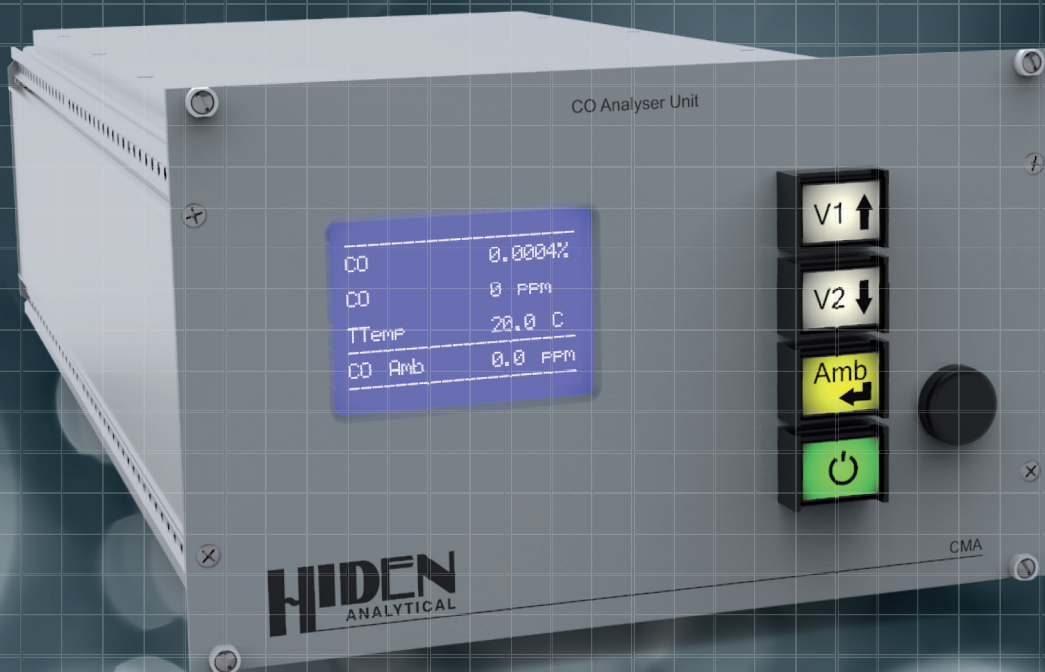 CO Analyser Unit
CO 0.0004%
CO 0 ppm
TTemp 20.0 C
CO Amb 0.0 ppm
V1
V2
Amb
HIDEN
ANALYTICAL
CMA